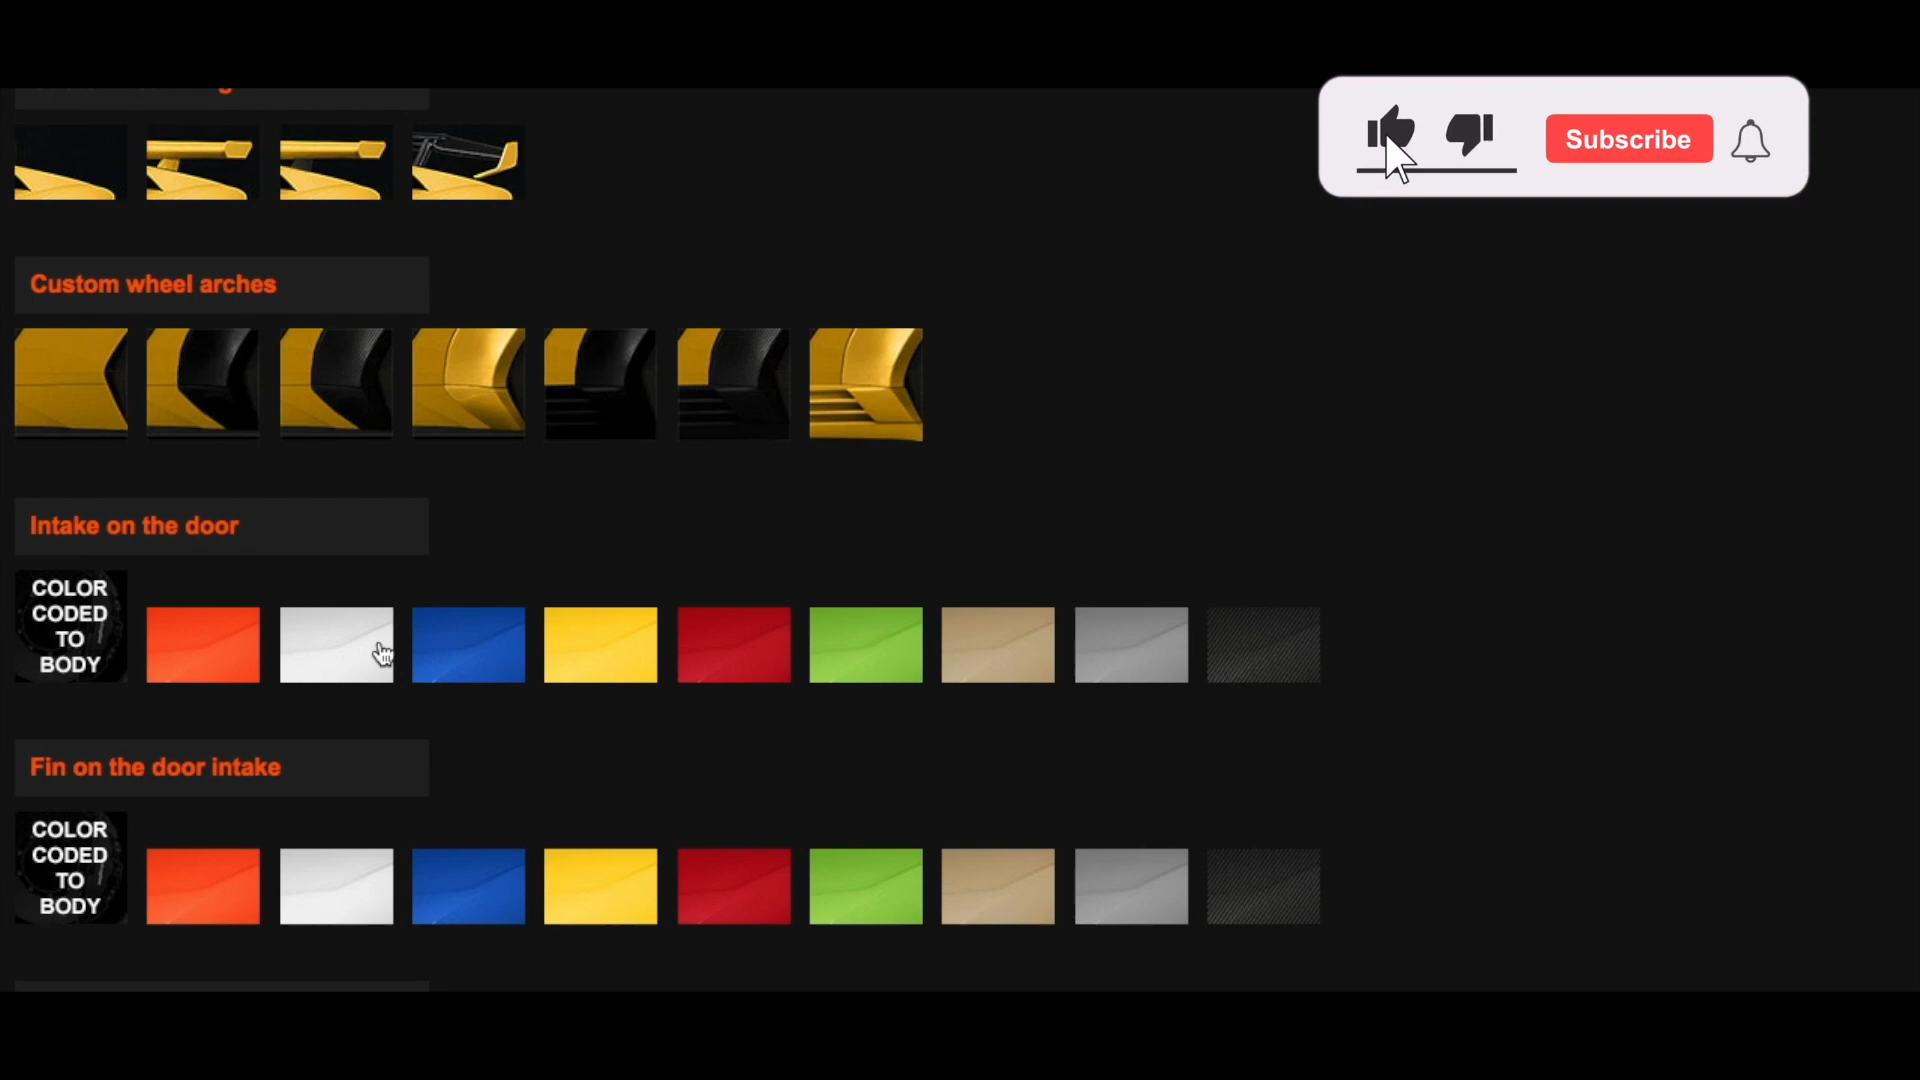 Subscribe
Custom wheel arches
Intake on the door
COLOR
CODED
TO
BODY
Fin on the door intake
COLOR
CODED
TO
BODY